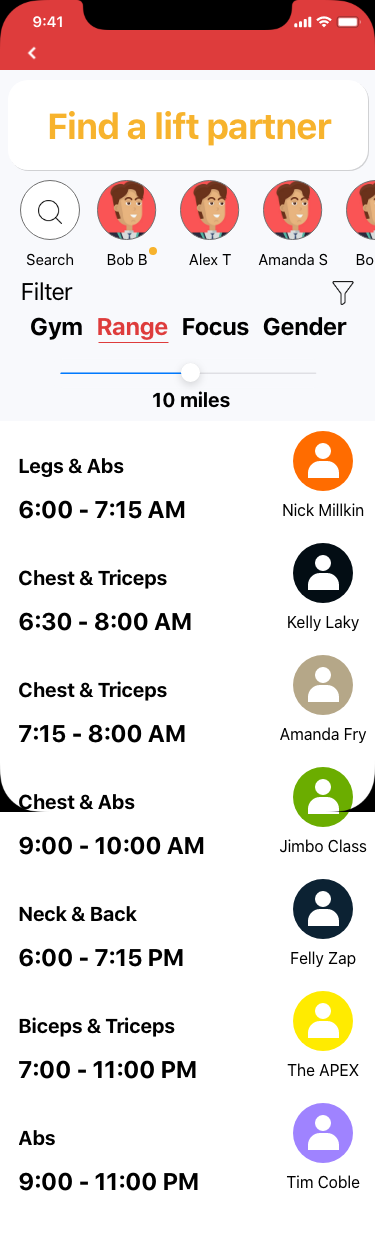 9:41
Find a lift partner
Search Bob B Alex T Amanda S Bo
Filter
Gym Range Focus Gender
10 miles
Legs & Abs
6:00 - 7:15 AM
Nick Millkin
Chest & Triceps
6:30 - 8:00 AM
Kelly Laky
Chest & Triceps
7:15 - 8:00 AM
Amanda Fry
Chest & Abs
9:00 - 10:00 AM
Jimbo Class
Neck & Back
6:00 - 7:15 PM
Felly Zap
Biceps & Triceps
7:00 - 11:00 PM
The APEX
Abs
9:00 - 11:00 PM
Tim Coble